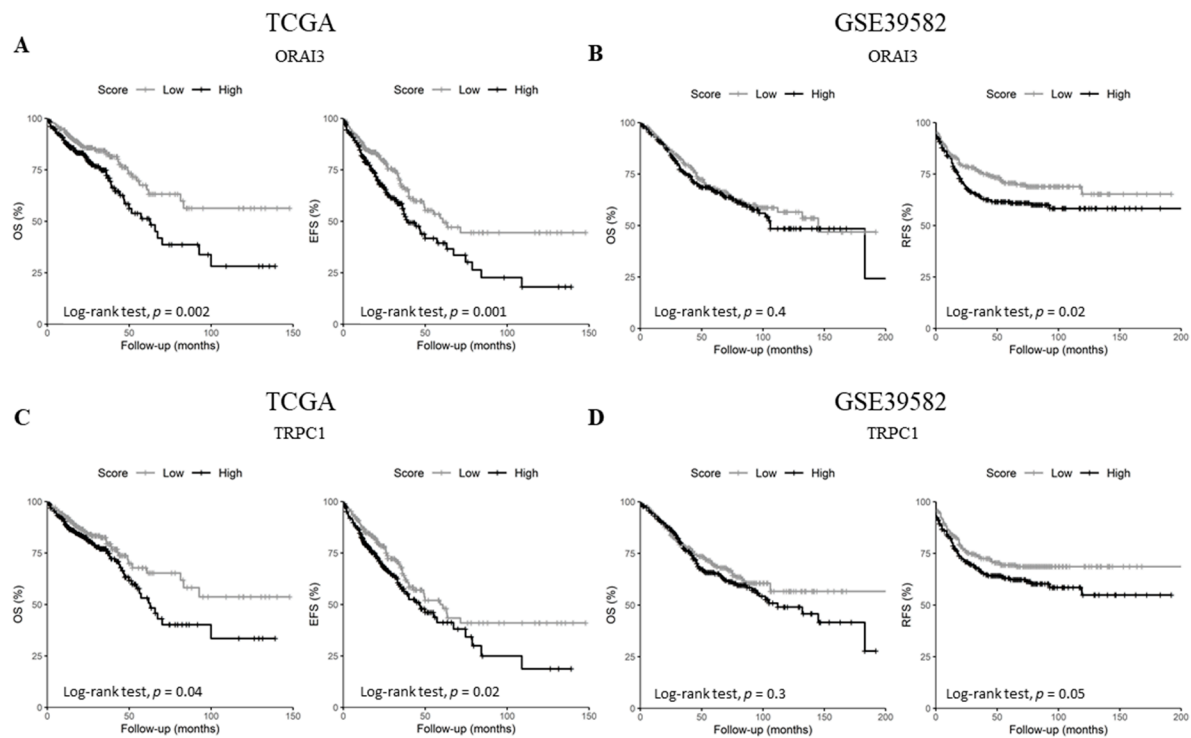 TCGA
GSE39582
A
ORAI3
B
ORAI3
Score Low High
Score Low High
Score Low High
Score Low High
100
75
50
25
0
OS (%)
0 50 100 150
Follow-up (months)
Log-rank test, p = 0.002
100
75
50
25
0
EFS (%)
0 50 100 150
Follow-up (months)
Log-rank test, p = 0.001
100
75
50
25
0
OS (%)
0 50 100 150 200
Follow-up (months)
Log-rank test, p = 0.4
100
75
50
25
0
RFS (%)
0 50 100 150 200
Follow-up (months)
Log-rank test, p = 0.02
TCGA
GSE39582
C
TRPC1
D
TRPC1
Score Low High
Score Low High
Score Low High
Score Low High
100
75
50
25
0
OS (%)
0 50 100 150
Follow-up (months)
Log-rank test, p = 0.04
100
75
50
25
0
EFS (%)
0 50 100 150
Follow-up (months)
Log-rank test, p = 0.02
100
75
50
25
0
OS (%)
0 50 100 150 200
Follow-up (months)
Log-rank test, p = 0.3
100
75
50
25
0
RFS (%)
0 50 100 150 200
Follow-up (months)
Log-rank test, p = 0.05